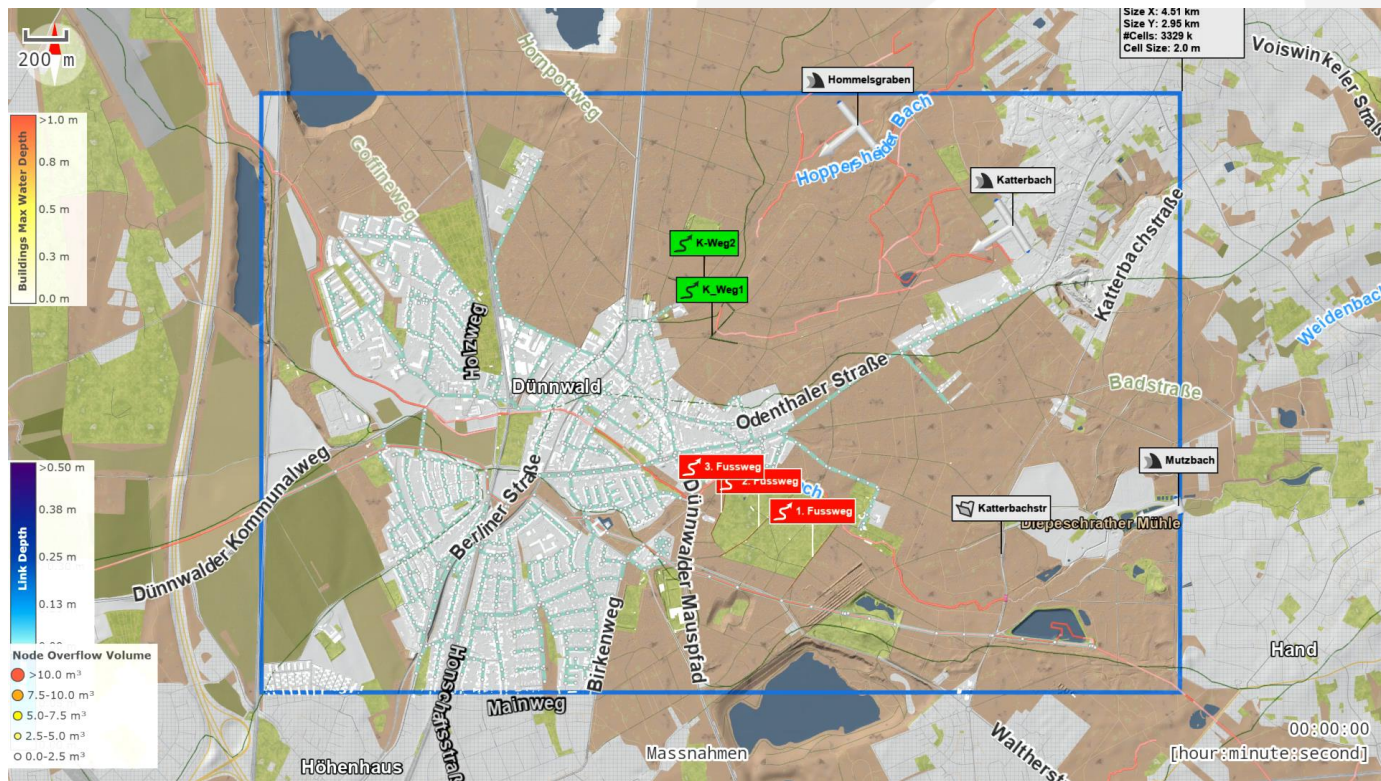 200 m
Size X: 4.51 km
Size Y: 2.95 km
#Cells: 3329 k
Cell Size: 2.0 m
Voiswinkeler Straße
Hornpottweg
Hommelsgraben
Hoppersheider Bach
Buildings Max Water Depth
>1.0 m
0.8 m
0.5 m
0.3 m
0.0 m
Goffineweg
Katterbach
Katterbachstraße
K-Weg2
K_Weg1
Weidenbach
Holzweg
Dünnwald
Odenthaler Straße
Badstraße
Dünnwalder Kommunalweg
Berliner Straße
3. Fussweg
2. Fussweg
1. Fussweg
Mutzbach
Katterbachstr
Diepeschrather Mühle
Link Depth
>0.50 m
0.38 m
0.25 m
0.13 m
Dünnwalder Mauspfad
Birkenweg
Node Overflow Volume
>10.0 m³
7.5-10.0 m³
5.0-7.5 m³
2.5-5.0 m³
0.0-2.5 m³
Hand
Mainweg
Höhenhaus
Massnahmen
00:00:00
[hour:minute:second]